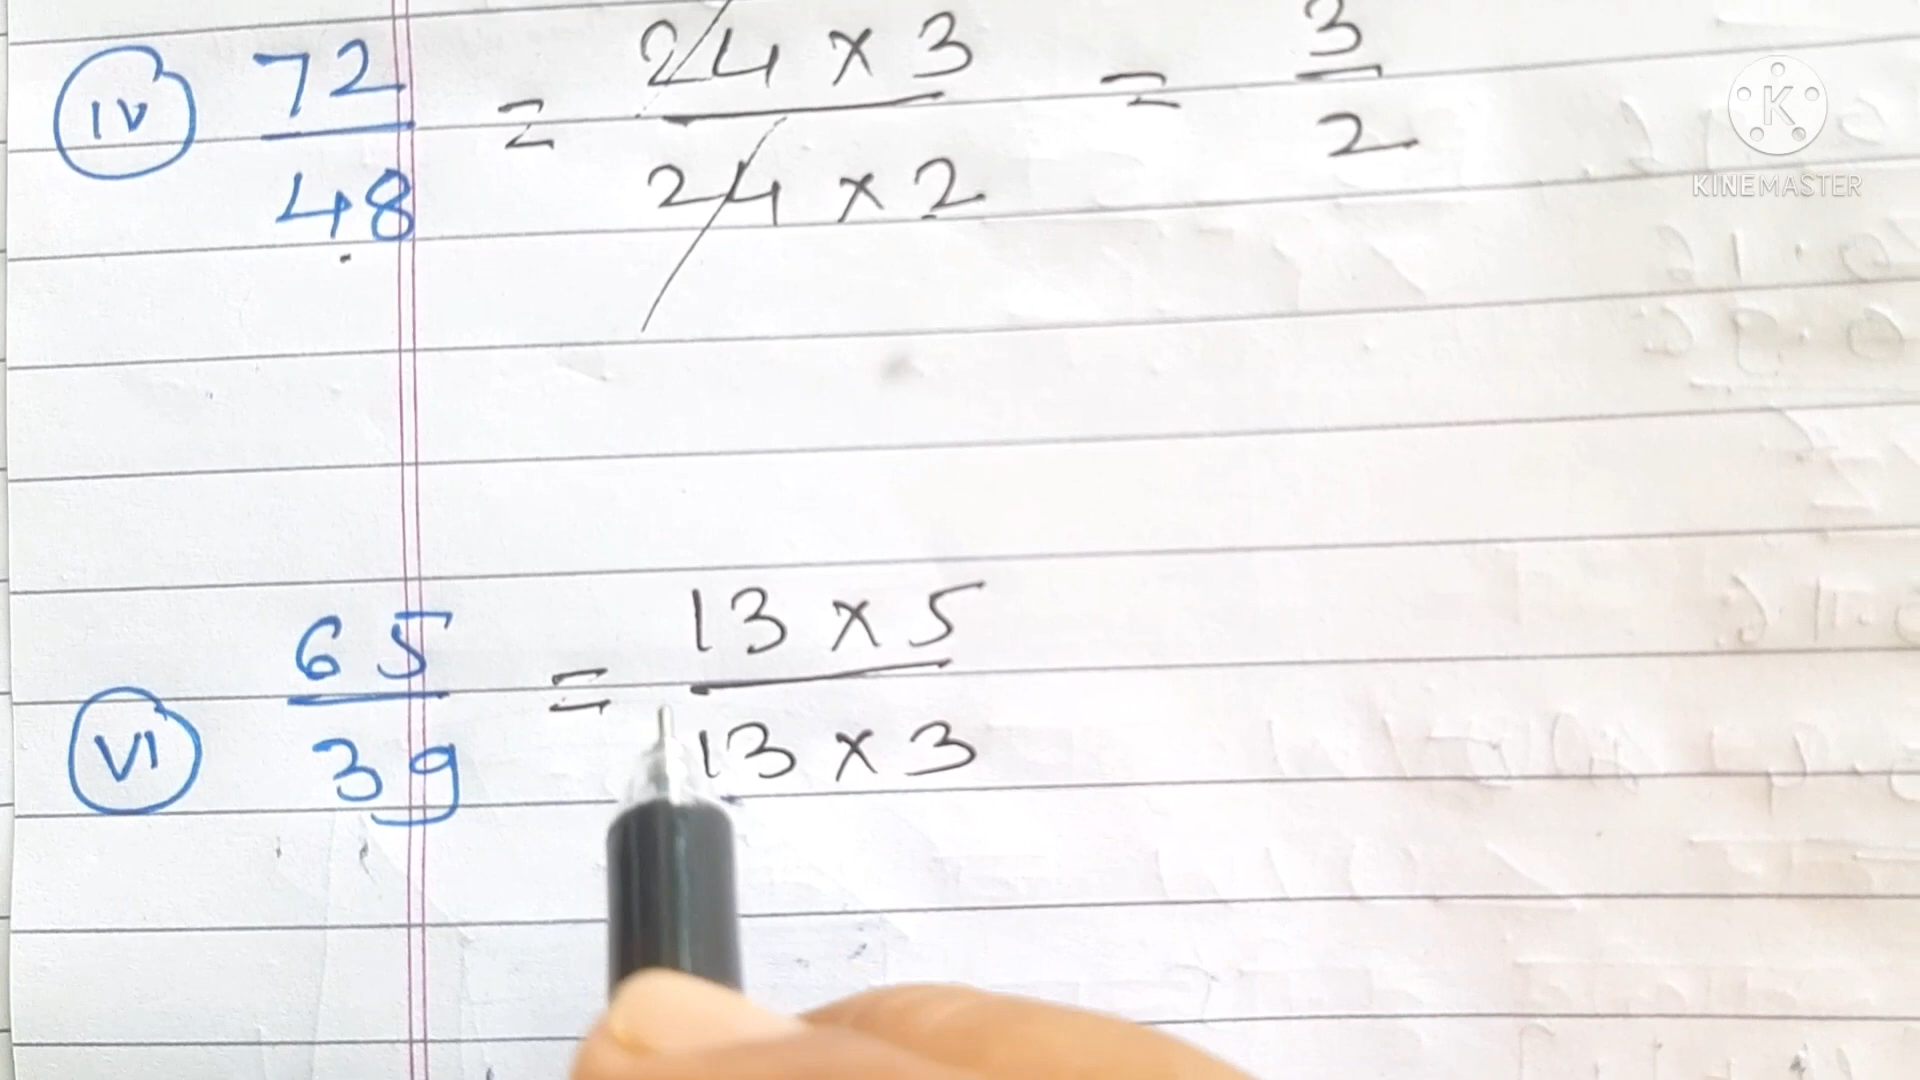 (iv) 72/48 = 24 × 3 / 24 × 2 = 3/2
KINEMASTER
(vi) 65/39 = 13 × 5 / 13 × 3